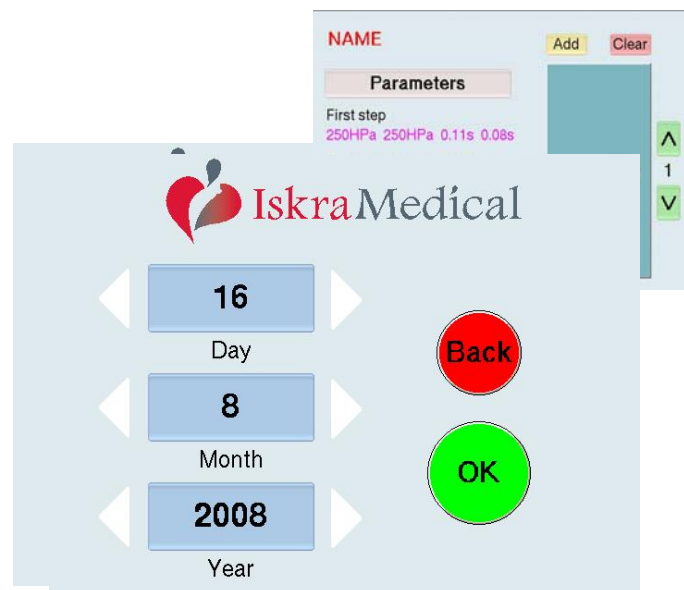 NAME
Add Clear
Parameters
First step
250HPa 250HPa 0.11s 0.08s
1
IskraMedical
16
Day
Back
8
Month
OK
2008
Year